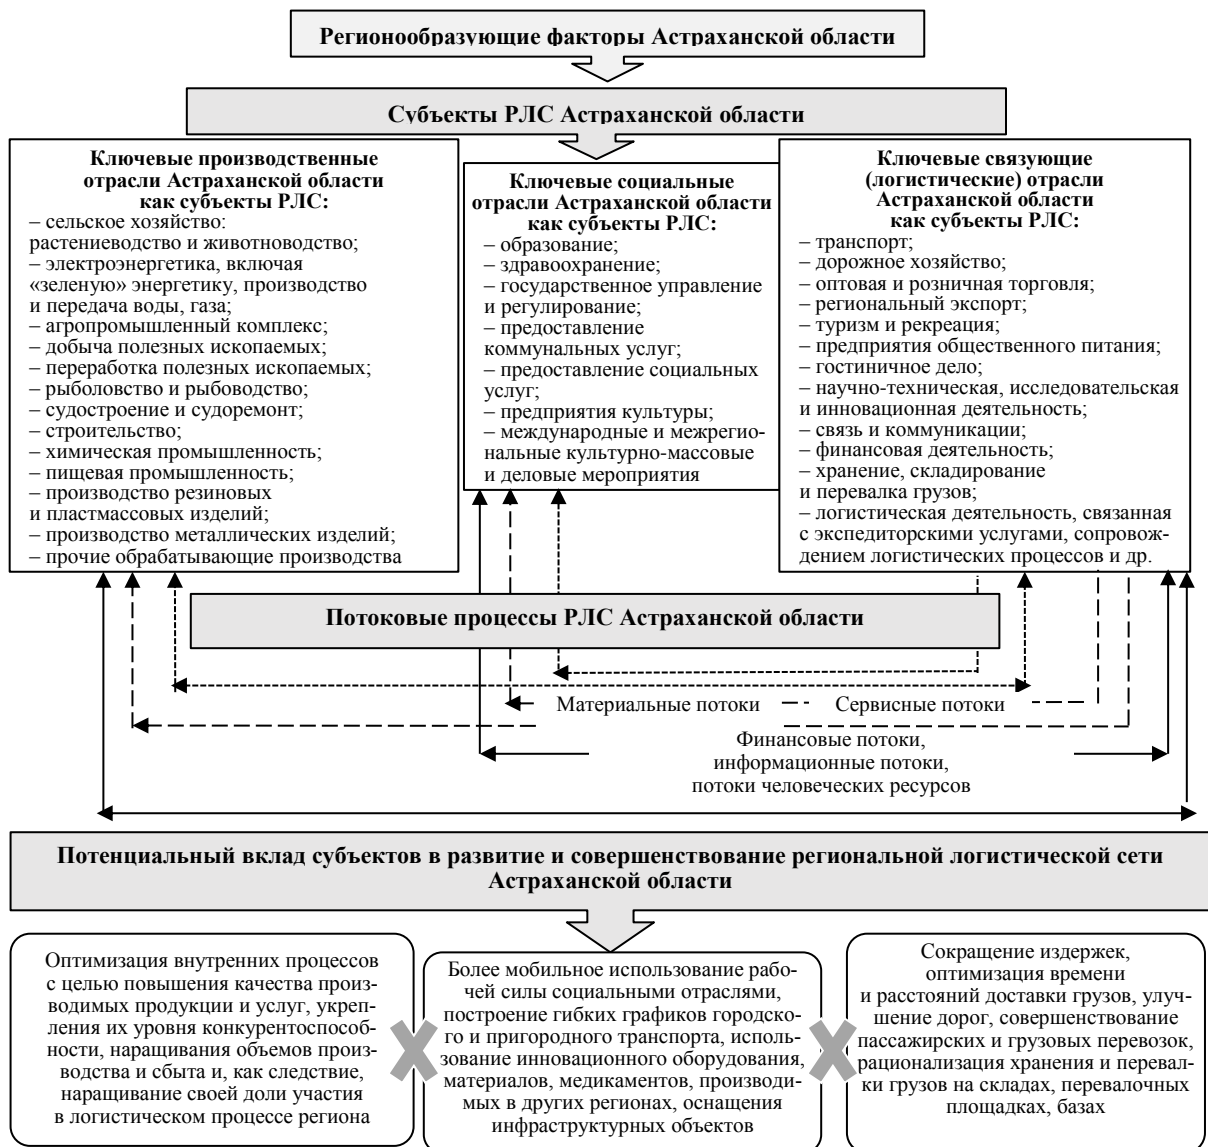 Регионообразующие факторы Астраханской области
Субъекты РЛС Астраханской области
Ключевые производственные
отрасли Астраханской области
как субъекты РЛС:
– сельское хозяйство:
растениеводство и животноводство;
– электроэнергетика, включая
«зеленую» энергетику, производство
и передача воды, газа;
– агропромышленный комплекс;
– добыча полезных ископаемых;
– переработка полезных ископаемых;
– рыболовство и рыбоводство;
– судостроение и судоремонт;
– строительство;
– химическая промышленность;
– пищевая промышленность;
– производство резиновых
и пластмассовых изделий;
– производство металлических изделий;
– прочие обрабатывающие производства
Ключевые социальные
отрасли Астраханской области
как субъекты РЛС:
– образование;
– здравоохранение;
– государственное управление
и регулирование;
– предоставление
коммунальных услуг;
– предоставление социальных
услуг;
– предприятия культуры;
– международные и межрегио-
нальные культурно-массовые
и деловые мероприятия
Ключевые связующие
(логистические) отрасли
Астраханской области
как субъекты РЛС:
– транспорт;
– дорожное хозяйство;
– оптовая и розничная торговля;
– региональный экспорт;
– туризм и рекреация;
– предприятия общественного питания;
– гостиничное дело;
– научно-техническая, исследовательская
и инновационная деятельность;
– связь и коммуникации;
– финансовая деятельность;
– хранение, складирование
и перевалка грузов;
– логистическая деятельность, связанная
с экспедиторскими услугами, сопровож-
дением логистических процессов и др.
Потоковые процессы РЛС Астраханской области
Материальные потоки
Сервисные потоки
Финансовые потоки,
информационные потоки,
потоки человеческих ресурсов
Потенциальный вклад субъектов в развитие и совершенствование региональной логистической сети
Астраханской области
Оптимизация внутренних процессов
с целью повышения качества произ-
водимых продукции и услуг, укреп-
ления их уровня конкурентоспособ-
ности, наращивания объемов произ-
водства и сбыта и, как следствие,
наращивание своей доли участия
в логистическом процессе региона
Более мобильное использование рабо-
чей силы социальными отраслями,
построение гибких графиков городско-
го и пригородного транспорта, исполь-
зование инновационного оборудования,
материалов, медикаментов, производи-
мых в других регионах, оснащения
инфраструктурных объектов
Сокращение издержек,
оптимизация времени
и расстояний доставки грузов, улуч-
шение дорог, совершенствование
пассажирских и грузовых перевозок,
рационализация хранения и перевал-
ки грузов на складах, перевалочных
площадках, базах